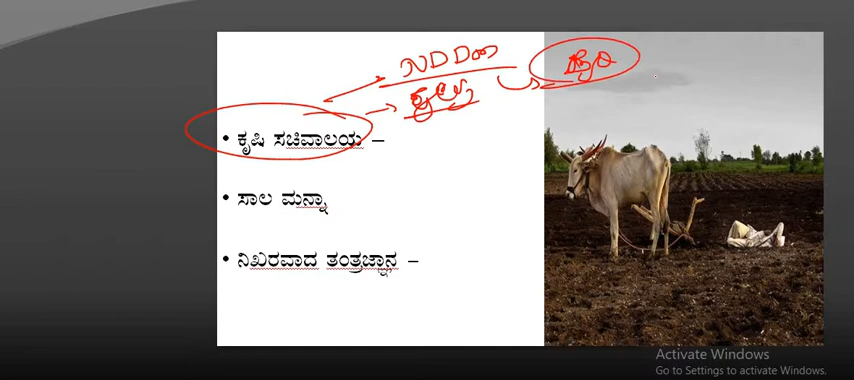 • ಕೃಷಿ ಸಚಿವಾಲಯ –
• ಸಾಲ ಮನ್ನಾ
• ನಿಖರವಾದ ತಂತ್ರಜ್ಞಾನ –
Activate Windows
Go to Settings to activate Windows.